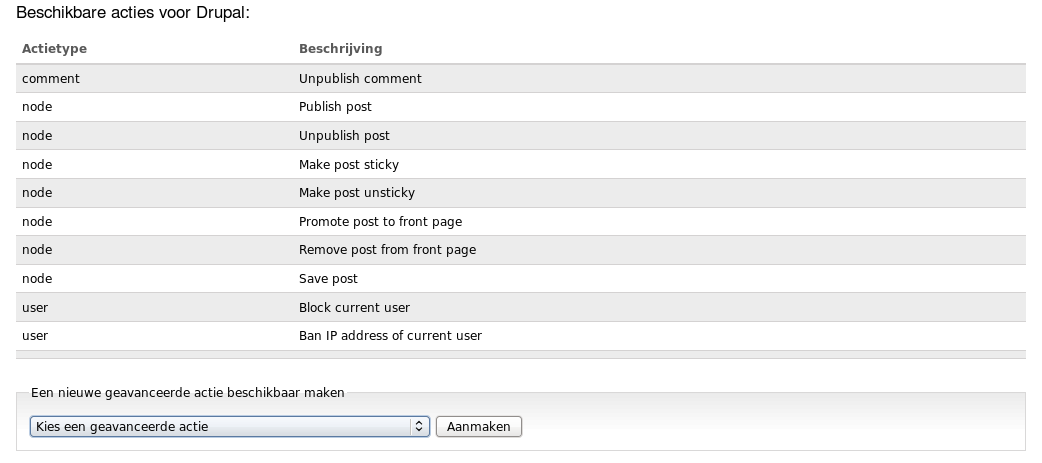 Beschikbare acties voor Drupal:
Actietype Beschrijving
comment Unpublish comment
node Publish post
node Unpublish post
node Make post sticky
node Make post unsticky
node Promote post to front page
node Remove post from front page
node Save post
user Block current user
user Ban IP address of current user
Een nieuwe geavanceerde actie beschikbaar maken
Kies een geavanceerde actie Aanmaken